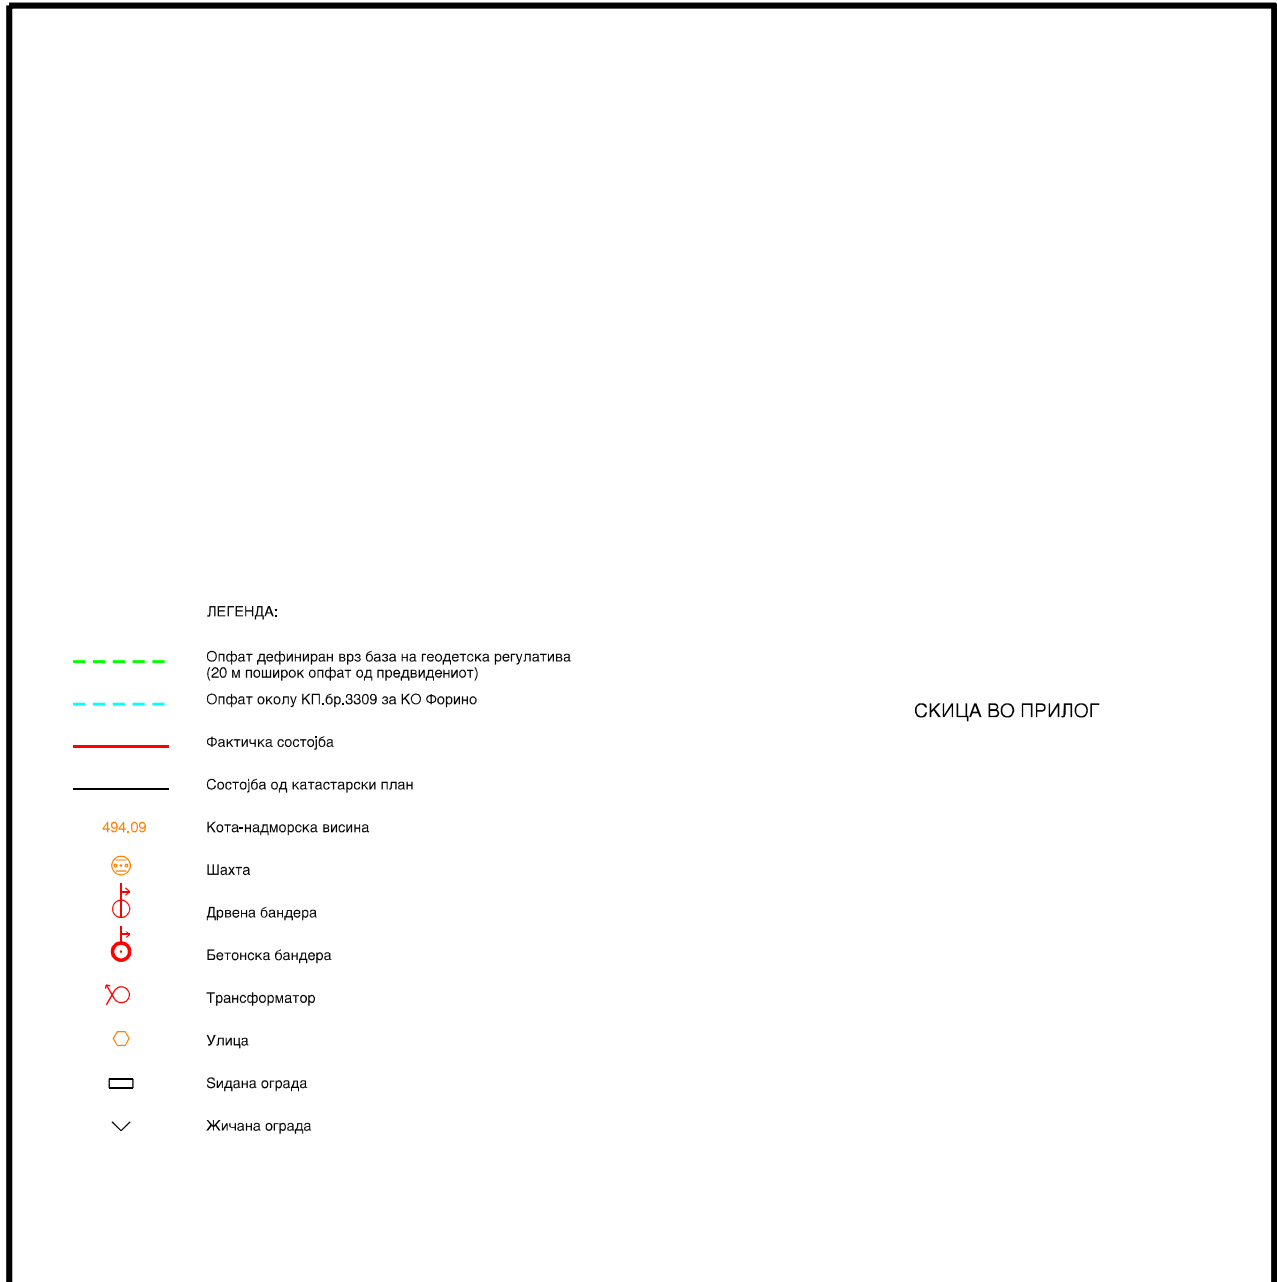 ЛЕГЕНДА:
Опфат дефиниран врз база на геодетска регулатива
(20 м поширок опфат од предвидениот)
Опфат околу КП.бр.3309 за КО Форино
СКИЦА ВО ПРИЛОГ
Фактичка состојба
Состојба од катастарски план
494.09 Кота-надморска висина
Шахта
Дрвена бандера
Бетонска бандера
Трансформатор
Улица
Ѕидана ограда
Жичана ограда